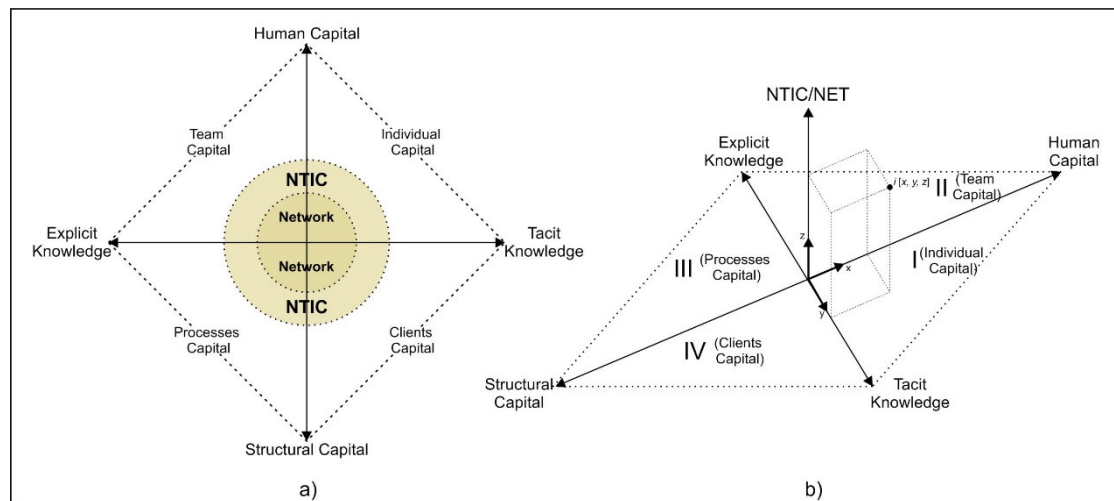 Human Capital
Team
Capital
Individual
Capital
NTIC
Network
Explicit
Knowledge
Tacit
Knowledge
Network
NTIC
Processes
Capital
Clients
Capital
Structural Capital
a)
NTIC/NET
Explicit
Knowledge
Human
Capital
i [x, y, z]
II (Team
Capital)
z
x
y
I (Individual
Capital)
III (Processes
Capital)
IV (Clients
Capital)
Structural
Capital
Tacit
Knowledge
b)